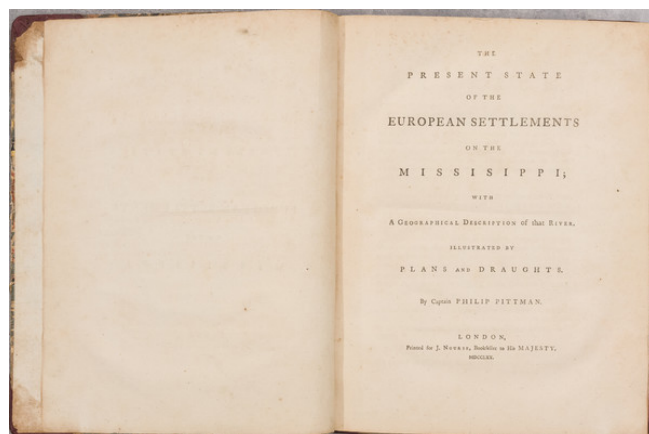 THE
PRESENT STATE
OF THE
EUROPEAN SETTLEMENTS
ON THE
MISSISIPPI;
WITH
A GEOGRAPHICAL DESCRIPTION of that RIVER.
ILLUSTRATED BY
PLANS AND DRAUGHTS.
By Captain PHILIP PITTMAN.
LONDON,
Printed for J. NOURSE, Bookseller to His MAJESTY,
MDCCLXX.